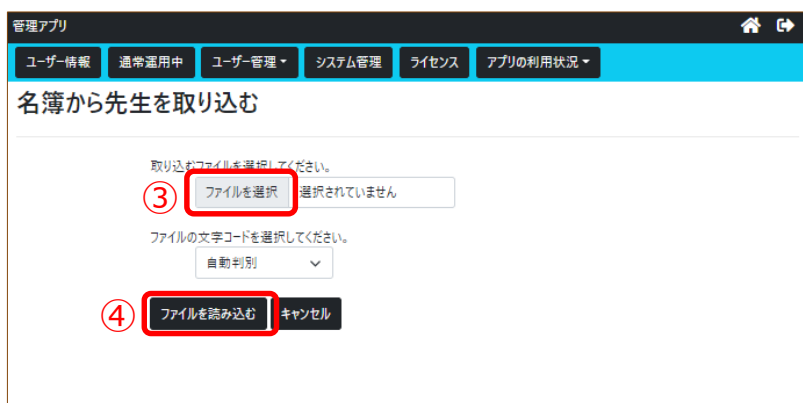 管理アプリ
ユーザー情報 通常運用中 ユーザー管理 システム管理 ライセンス アプリの利用状況
名簿から先生を取り込む
取り込むファイルを選択してください。
③ ファイルを選択 選択されていません
ファイルの文字コードを選択してください。
自動判別
④ ファイルを読み込む キャンセル